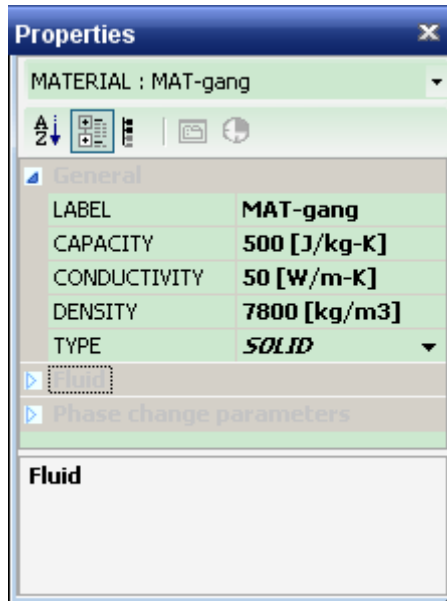 Properties
MATERIAL : MAT-gang
General
LABEL MAT-gang
CAPACITY 500 [J/kg-K]
CONDUCTIVITY 50 [W/m-K]
DENSITY 7800 [kg/m3]
TYPE SOLID
Fluid
Phase change parameters
Fluid